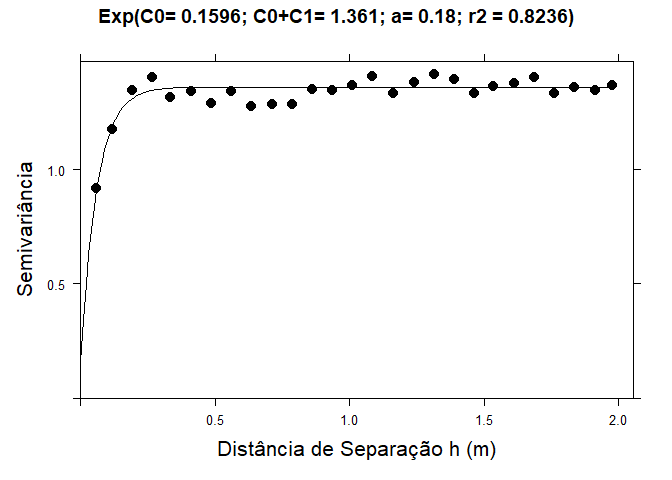 Exp(C0= 0.1596; C0+C1= 1.361; a= 0.18; r2 = 0.8236)
Semivariância
1.0
0.5
0.5 1.0 1.5 2.0
Distância de Separação h (m)